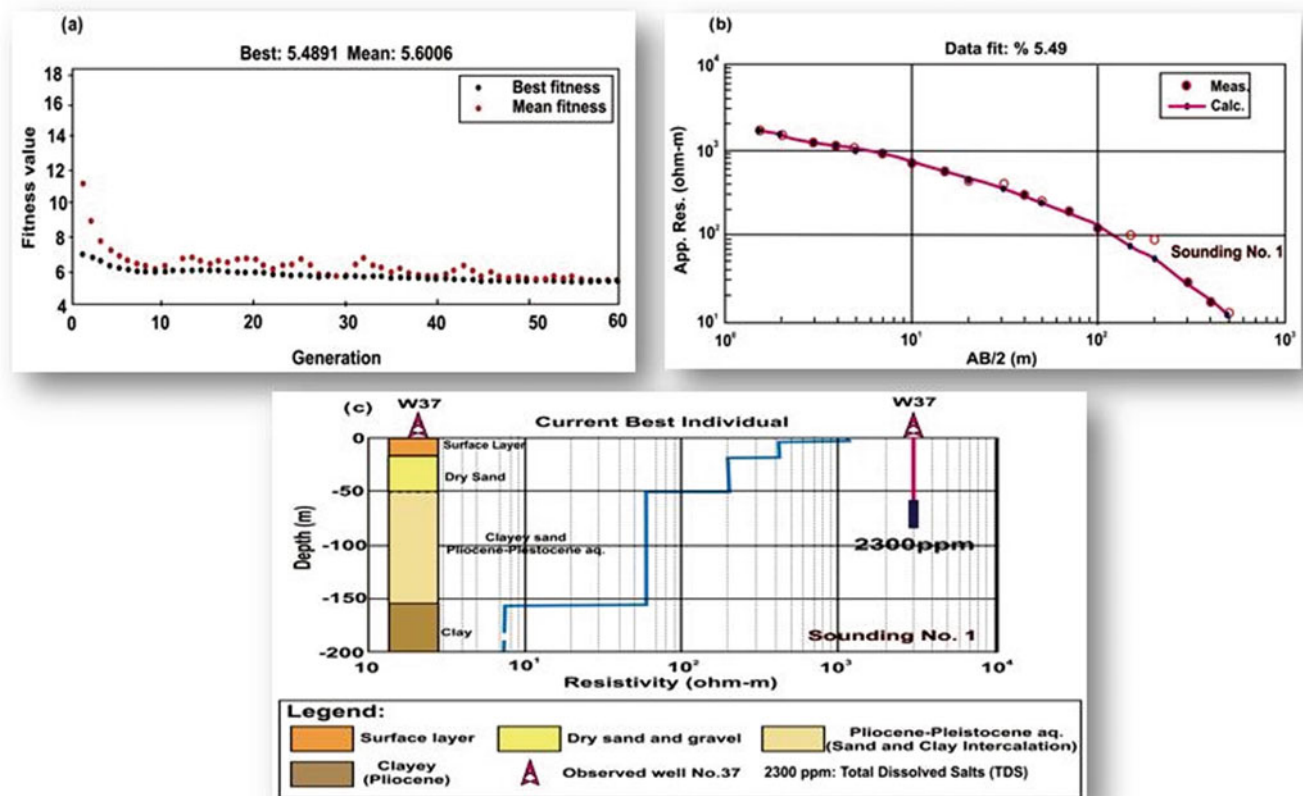 (a)
Best: 5.4891 Mean: 5.6006
Fitness value
18
16
14
12
10
8
6
4
Best fitness
Mean fitness
0 10 20 30 40 50 60
Generation
(b)
Data fit: % 5.49
App. Res. (ohm-m)
10⁴
10³
10²
10¹
Meas.
Calc.
Sounding No. 1
10⁰ 10¹ 10² 10³
AB/2 (m)
(c)
W37
Current Best Individual
W37
Depth (m)
0
-50
-100
-150
-200
Surface Layer
Dry Sand
Clayey sand
Pliocene-Plestocene aq.
Clay
2300ppm
Sounding No. 1
10 10¹ 10² 10³ 10⁴
Resistivity (ohm-m)
Legend:
Surface layer
Dry sand and gravel
Pliocene-Pleistocene aq.
(Sand and Clay Intercalation)
Clayey
(Pliocene)
Observed well No.37
2300 ppm: Total Dissolved Salts (TDS)